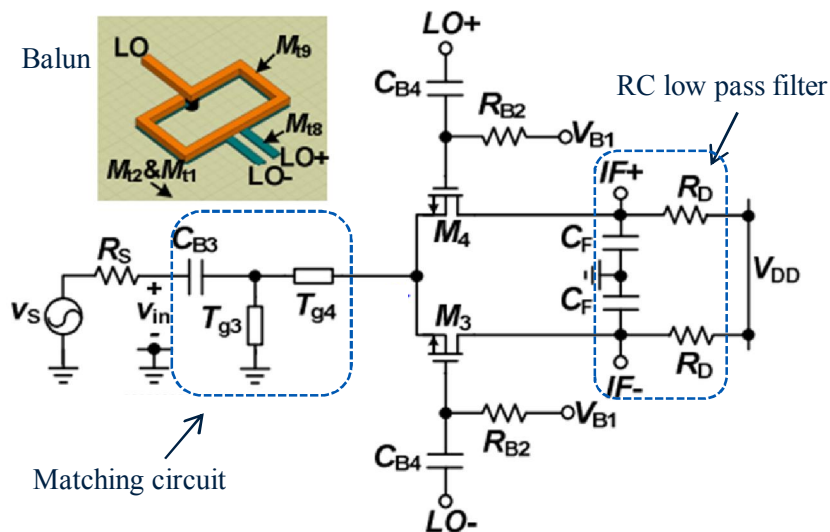 Balun
LO
Mt9
Mt8
LO+
LO-
Mt2&Mt1
LO+
CB4
RB2
VB1
RC low pass filter
IF+
RD
M4
CF
VDD
CF
M3
RD
IF-
RS
CB3
Tg4
vS
+
vin
-
Tg3
VB1
RB2
CB4
LO-
Matching circuit